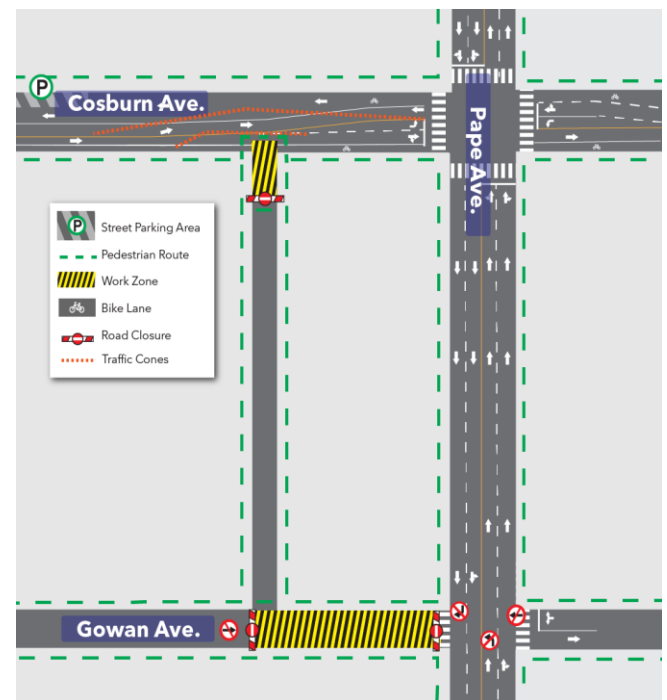 P
Cosburn Ave.
Pape Ave.
P
Street Parking Area
Pedestrian Route
Work Zone
Bike Lane
Road Closure
Traffic Cones
Gowan Ave.